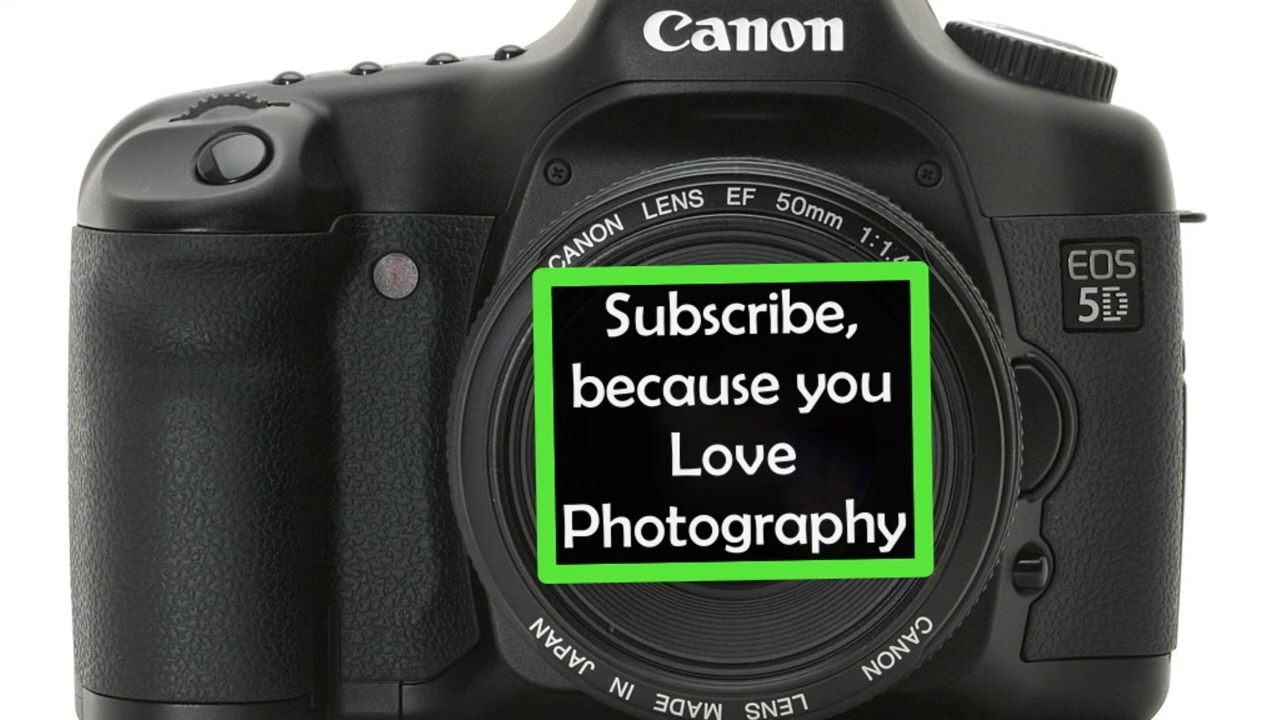 Canon
CANON LENS EF 50mm 1:1.4
EOS
5D
Subscribe,
because you
Love
Photography
CANON LENS MADE IN JAPAN